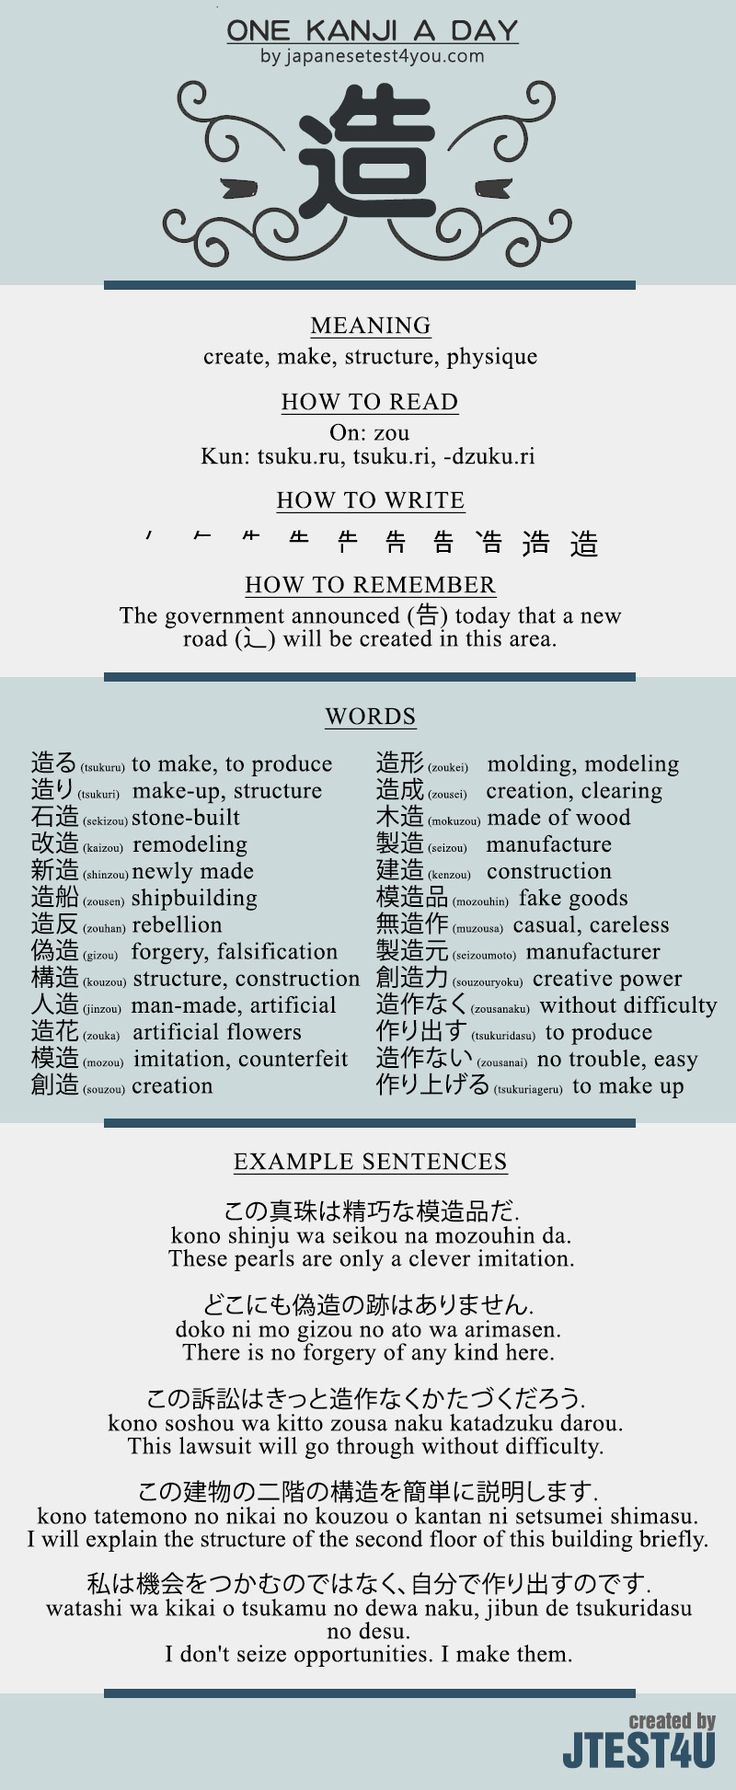 ONE KANJI A DAY
by japanesetest4you.com
造
MEANING
create, make, structure, physique
HOW TO READ
On: zou
Kun: tsuku.ru, tsuku.ri, -dzuku.ri
HOW TO WRITE
造
HOW TO REMEMBER
The government announced (告) today that a new
road (辶) will be created in this area.
WORDS
造る (tsukuru) to make, to produce
造り (tsukuri) make-up, structure
石造 (sekizou) stone-built
改造 (kaizou) remodeling
新造 (shinzou) newly made
造船 (zousen) shipbuilding
造反 (zouhan) rebellion
偽造 (gizou) forgery, falsification
構造 (kouzou) structure, construction
人造 (jinzou) man-made, artificial
造花 (zouka) artificial flowers
模造 (mozou) imitation, counterfeit
創造 (souzou) creation
造形 (zoukei) molding, modeling
造成 (zousei) creation, clearing
木造 (mokuzou) made of wood
製造 (seizou) manufacture
建造 (kenzou) construction
模造品 (mozouhin) fake goods
無造作 (muzousa) casual, careless
製造元 (seizoumoto) manufacturer
創造力 (souzouryoku) creative power
造作なく (zousanaku) without difficulty
作り出す (tsukuridasu) to produce
造作ない (zousanai) no trouble, easy
作り上げる (tsukuriageru) to make up
EXAMPLE SENTENCES
この真珠は精巧な模造品だ.
kono shinju wa seikou na mozouhin da.
These pearls are only a clever imitation.
どこにも偽造の跡はありません.
doko ni mo gizou no ato wa arimasen.
There is no forgery of any kind here.
この訴訟はきっと造作なくかたづくだろう.
kono soshou wa kitto zousa naku katadzuku darou.
This lawsuit will go through without difficulty.
この建物の二階の構造を簡単に説明します.
kono tatemono no nikai no kouzou o kantan ni setsumei shimasu.
I will explain the structure of the second floor of this building briefly.
私は機会をつかむのではなく、自分で作り出すのです.
watashi wa kikai o tsukamu no dewa naku, jibun de tsukuridasu
no desu.
I don't seize opportunities. I make them.
created by
JTEST4U